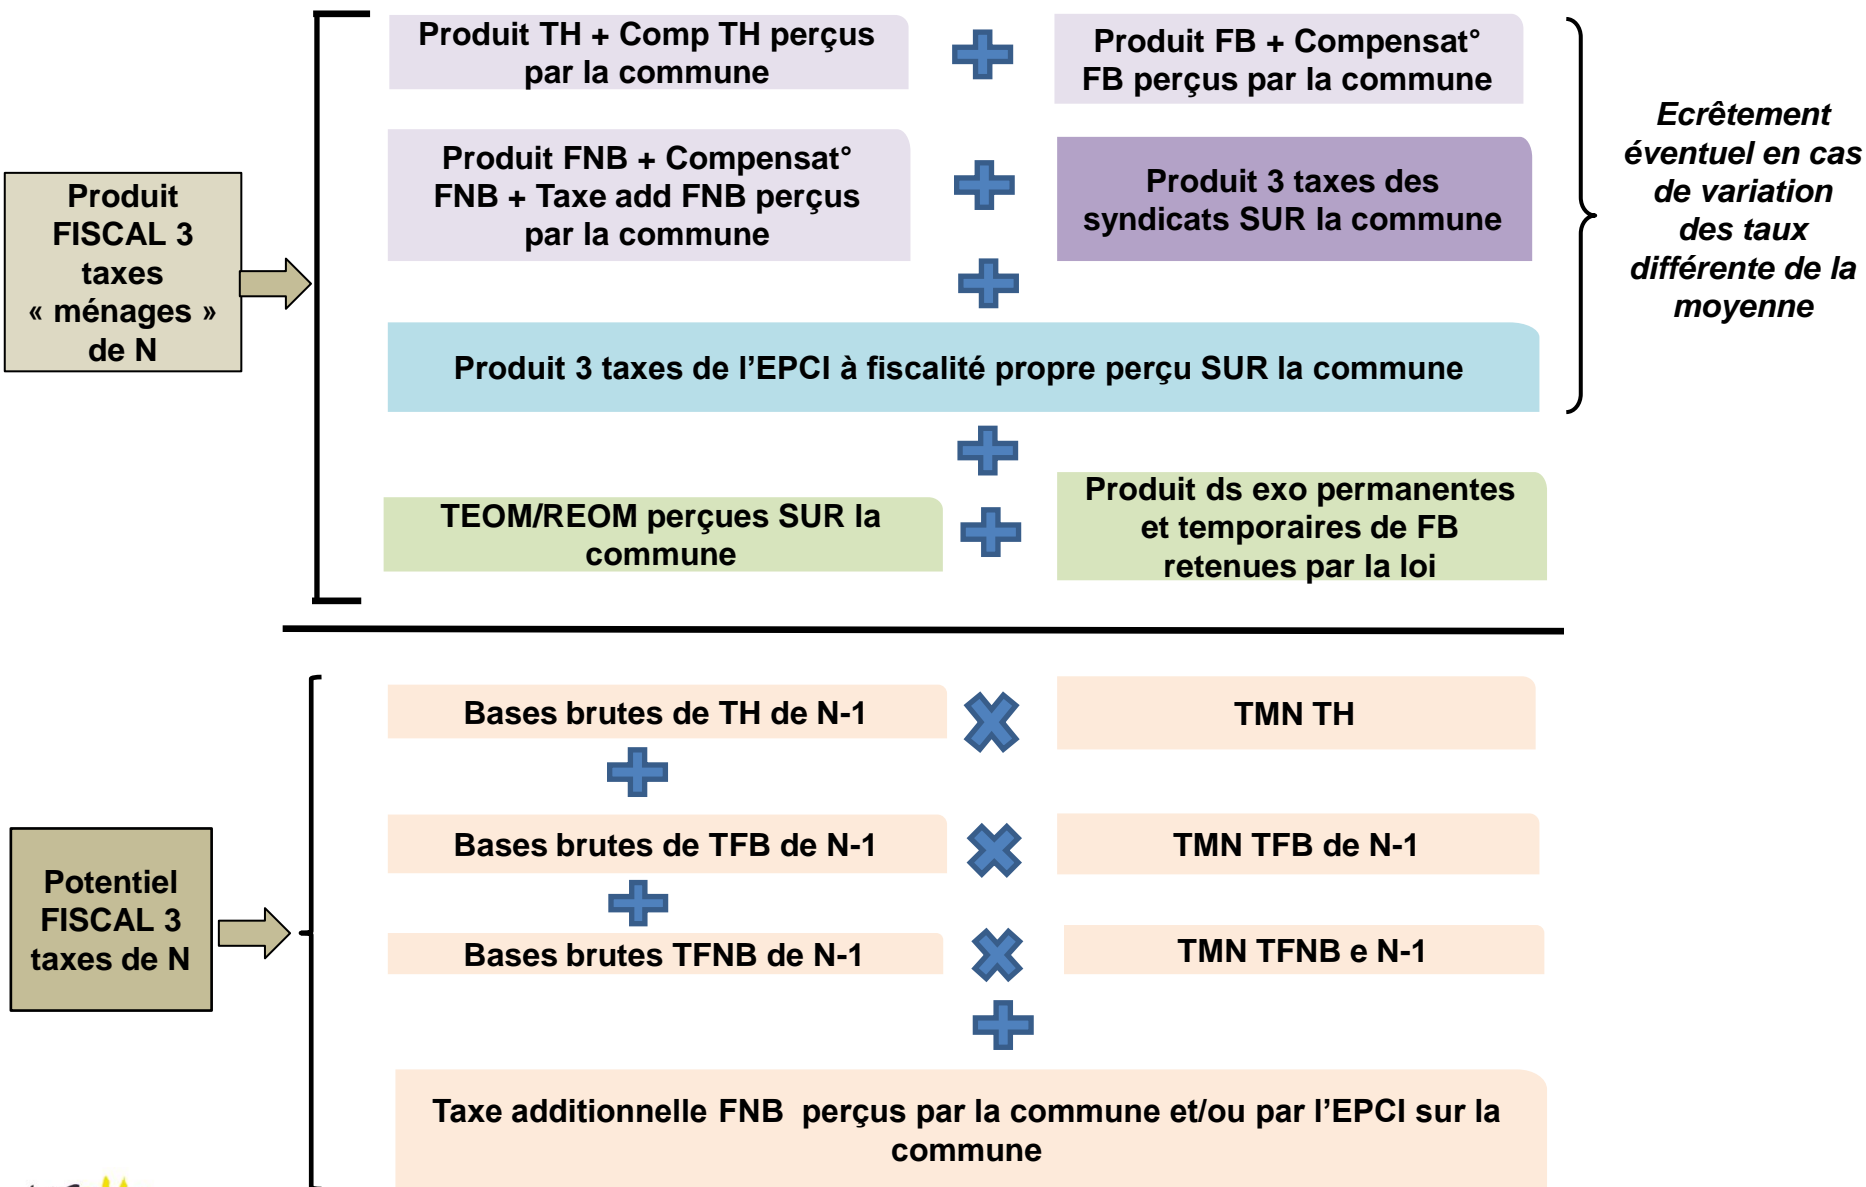 Produit TH + Comp TH perçus
par la commune
Produit FB + Compensat°
FB perçus par la commune
Produit FNB + Compensat°
FNB + Taxe add FNB perçus
par la commune
Produit 3 taxes des
syndicats SUR la commune
Ecrêtement
éventuel en cas
de variation
des taux
différente de la
moyenne
Produit
FISCAL 3
taxes
« ménages »
de N
Produit 3 taxes de l’EPCI à fiscalité propre perçu SUR la commune
TEOM/REOM perçues SUR la
commune
Produit ds exo permanentes
et temporaires de FB
retenues par la loi
Bases brutes de TH de N-1
TMN TH
Bases brutes de TFB de N-1
TMN TFB de N-1
Potentiel
FISCAL 3
taxes de N
Bases brutes TFNB de N-1
TMN TFNB e N-1
Taxe additionnelle FNB perçus par la commune et/ou par l’EPCI sur la
commune